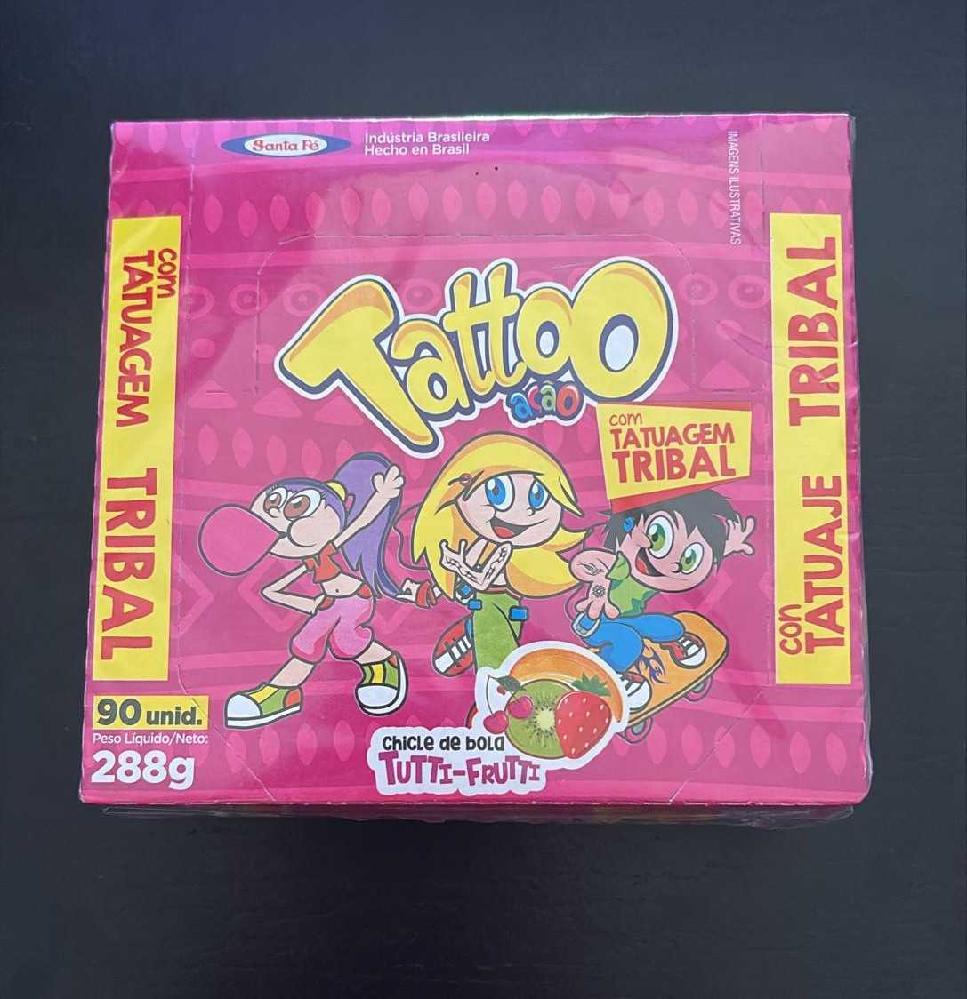 Santa Fé
Indústria Brasileira
Hecho en Brasil
IMAGENS ILUSTRATIVAS
com
TATUAGEM TRIBAL
Tattoo
ação
com
TATUAGEM
TRIBAL
con
TATUAJE TRIBAL
90 unid.
Peso Líquido/Neto:
288g
chicle de bola
TUTTI-FRUTTI